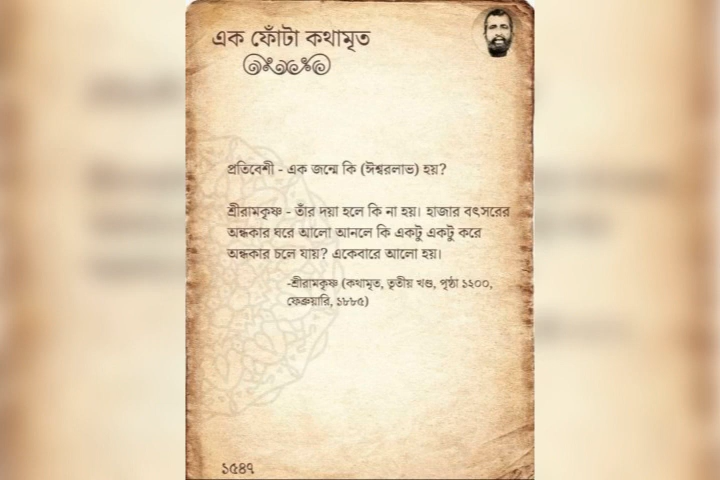 এক ফোঁটা কথামৃত
প্রতিবেশী - এক জন্মে কি (ঈশ্বরলাভ) হয়?
শ্রীরামকৃষ্ণ - তাঁর দয়া হলে কি না হয়। হাজার বৎসরের
অন্ধকার ঘরে আলো আনলে কি একটু একটু করে
অন্ধকার চলে যায়? একেবারে আলো হয়।
-শ্রীরামকৃষ্ণ (কথামৃত, তৃতীয় খণ্ড, পৃষ্ঠা ১২০০,
ফেব্রুয়ারি, ১৮৮৫)
১৫৪৭